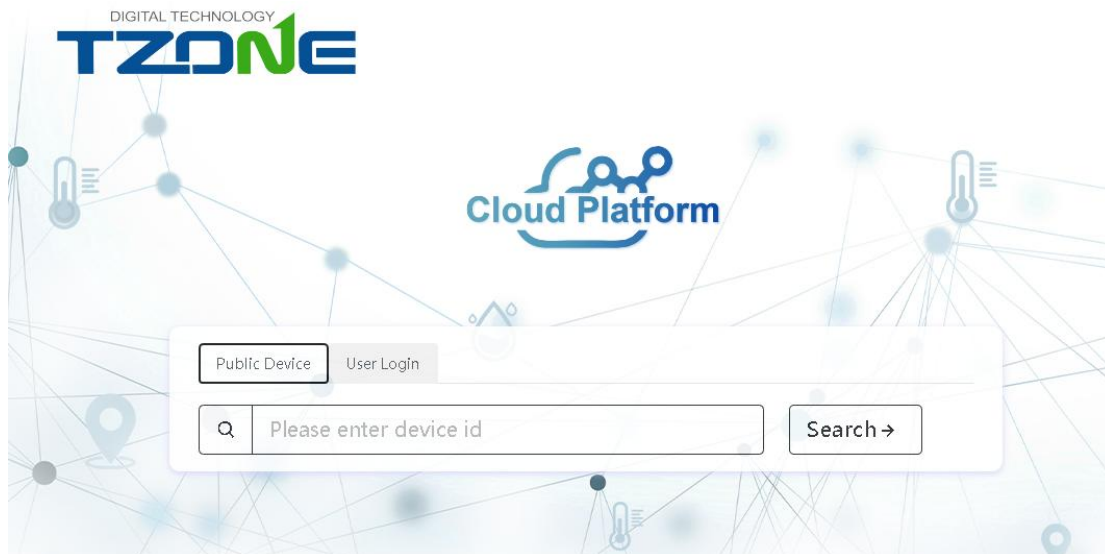 DIGITAL TECHNOLOGY
TZONE
Cloud Platform
Public Device
User Login
Please enter device id
Search→